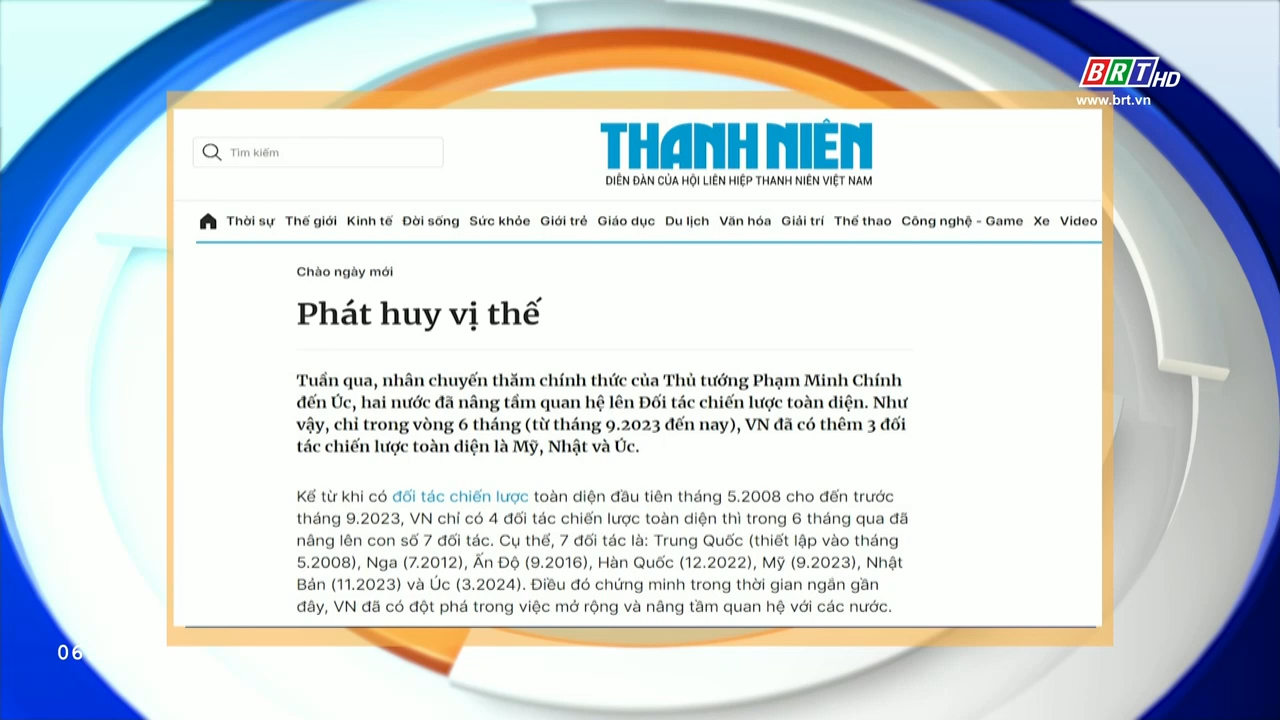 BRT HD
www.brt.vn
Tìm kiếm
THANH NIÊN
DIỄN ĐÀN CỦA HỘI LIÊN HIỆP THANH NIÊN VIỆT NAM
Thời sự Thế giới Kinh tế Đời sống Sức khỏe Giới trẻ Giáo dục Du lịch Văn hóa Giải trí Thể thao Công nghệ - Game Xe Video
Chào ngày mới
Phát huy vị thế
Tuần qua, nhân chuyến thăm chính thức của Thủ tướng Phạm Minh Chính
đến Úc, hai nước đã nâng tầm quan hệ lên Đối tác chiến lược toàn diện. Như
vậy, chỉ trong vòng 6 tháng (từ tháng 9.2023 đến nay), VN đã có thêm 3 đối
tác chiến lược toàn diện là Mỹ, Nhật và Úc.
Kể từ khi có đối tác chiến lược toàn diện đầu tiên tháng 5.2008 cho đến trước
tháng 9.2023, VN chỉ có 4 đối tác chiến lược toàn diện thì trong 6 tháng qua đã
nâng lên con số 7 đối tác. Cụ thể, 7 đối tác là: Trung Quốc (thiết lập vào tháng
5.2008), Nga (7.2012), Ấn Độ (9.2016), Hàn Quốc (12.2022), Mỹ (9.2023), Nhật
Bản (11.2023) và Úc (3.2024). Điều đó chứng minh trong thời gian ngắn gần
đây, VN đã có đột phá trong việc mở rộng và nâng tầm quan hệ với các nước.
06